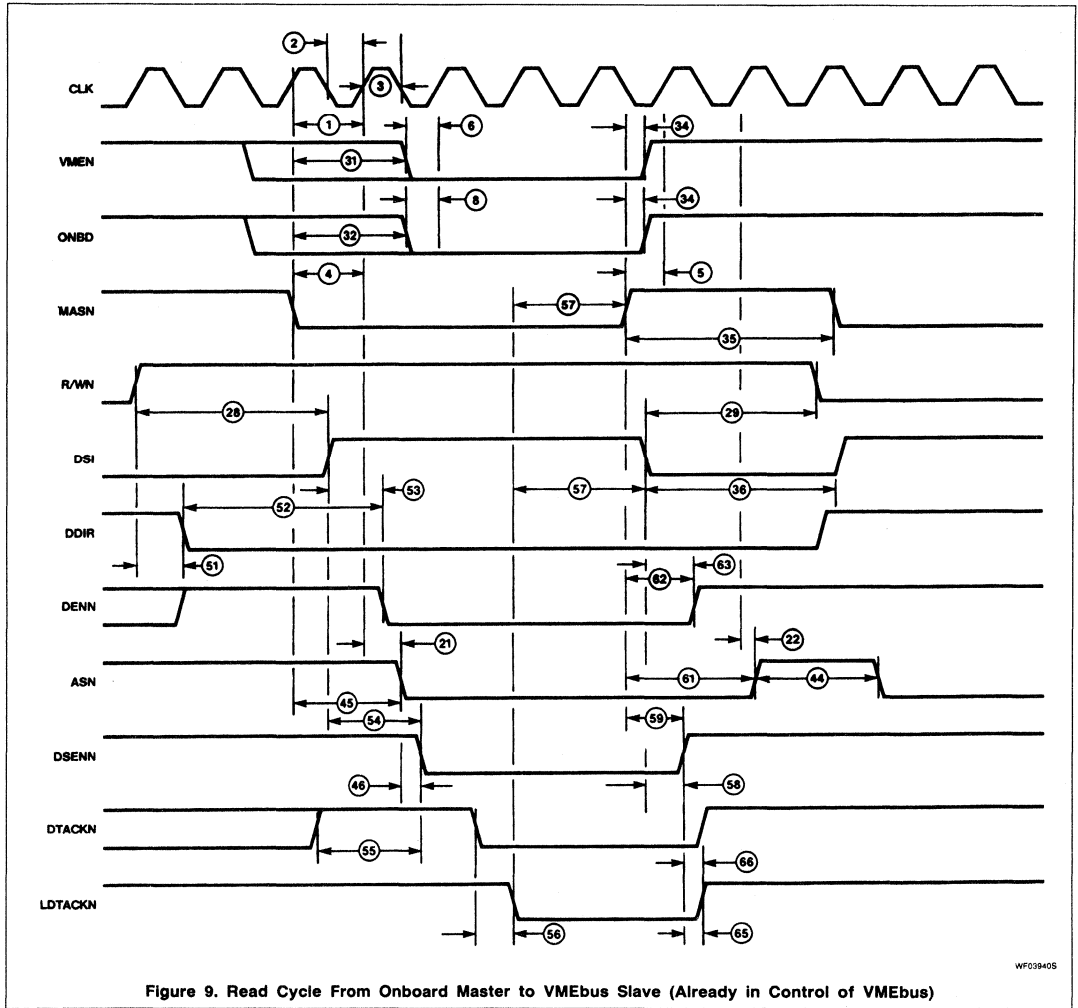 2
CLK
3
1
6
34
VMEN
31
8
34
ONBD
32
4
5
MASN
57
35
R/WN
28
29
DSI
53
57
36
52
DDIR
51
63
62
DENN
21
22
ASN
61
44
45
54
59
DSENN
46
58
DTACKN
55
66
LDTACKN
56
65
WF03940S
Figure 9. Read Cycle From Onboard Master to VMEbus Slave (Already in Control of VMEbus)